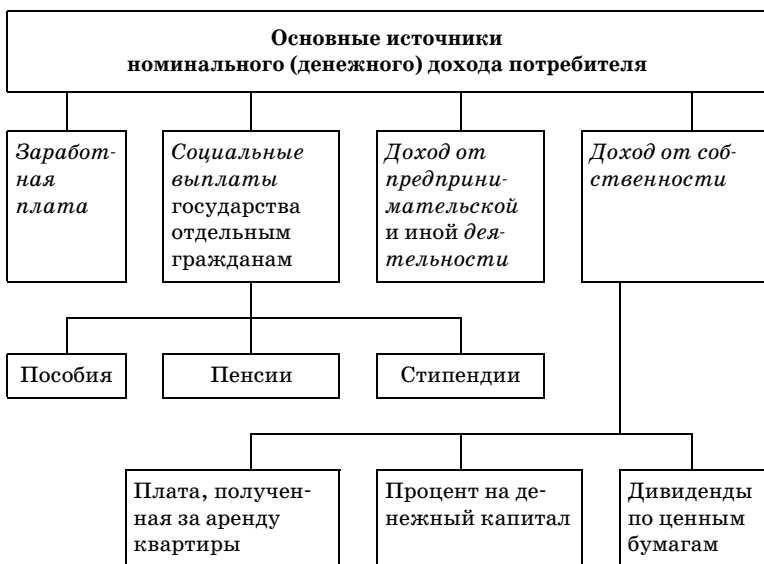 Основные источники
номинального (денежного) дохода потребителя
Заработ-
ная
плата
Социальные
выплаты
государства
отдельным
гражданам
Доход от
предприни-
мательской
и иной дея-
тельности
Доход от соб-
ственности
Пособия
Пенсии
Стипендии
Плата, получен-
ная за аренду
квартиры
Процент на де-
нежный капитал
Дивиденды
по ценным
бумагам